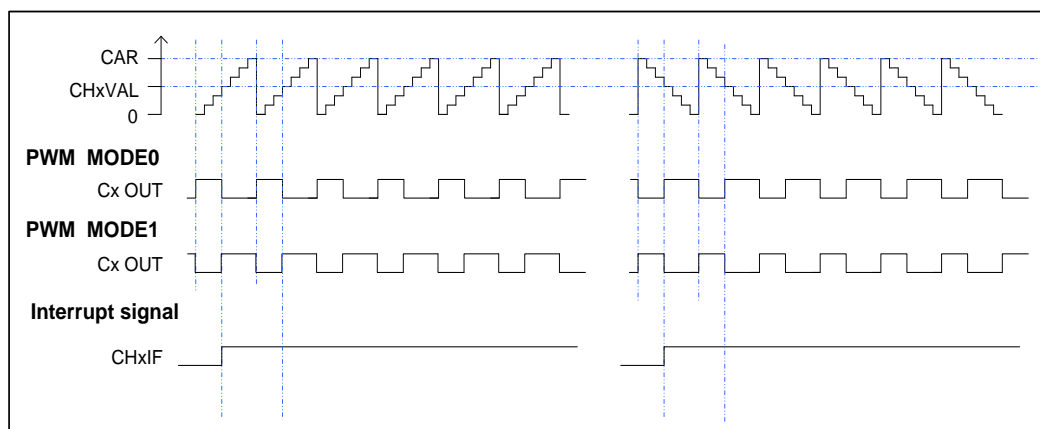 CAR
CHxVAL
0
PWM MODE0
Cx OUT
PWM MODE1
Cx OUT
Interrupt signal
CHxIF